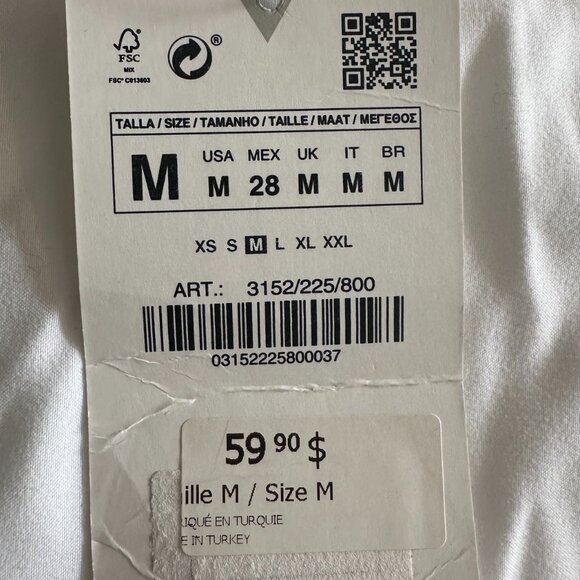 FSC
MIX
FSC® C013603
®
TALLA / SIZE / TAMANHO / TAILLE / MAAT / ΜΕΓΕΘΟΣ
M
USA MEX UK IT BR
M 28 M M M
XS S M L XL XXL
ART.: 3152/225/800
03152225800037
59 90 $
ille M / Size M
IQUÉ EN TURQUIE
E IN TURKEY